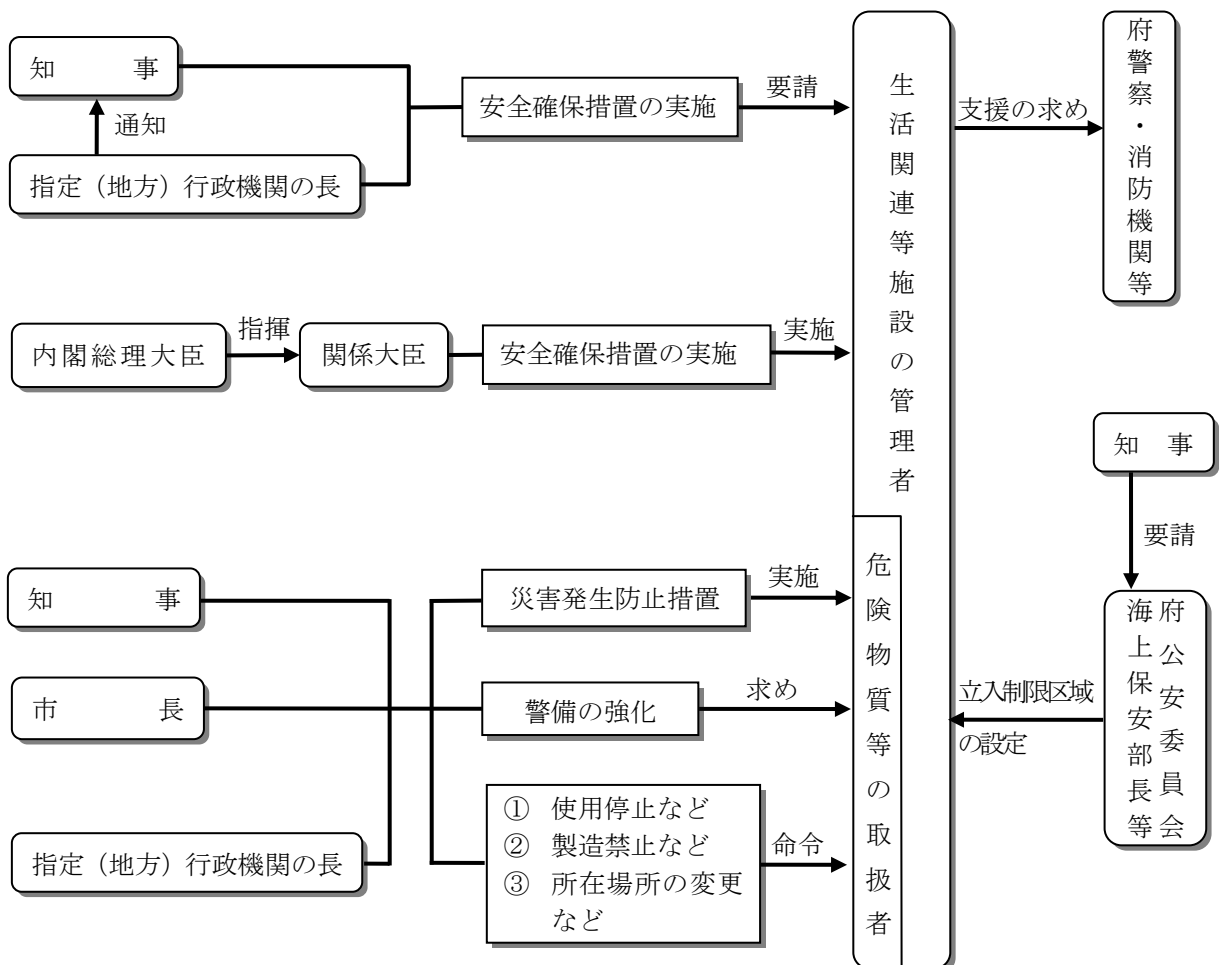 知　　事
通知
指定（地方）行政機関の長
安全確保措置の実施
要請
内閣総理大臣
指揮
関係大臣
安全確保措置の実施
実施
知　　事
市　　長
指定（地方）行政機関の長
災害発生防止措置
実施
警備の強化
求め
①　使用停止など
②　製造禁止など
③　所在場所の変更
など
命令
生活関連等施設の管理者
危険物質等の取扱者
支援の求め
府警察・消防機関等
知　事
要請
府公安委員会
海上保安部長等
立入制限区域
の設定